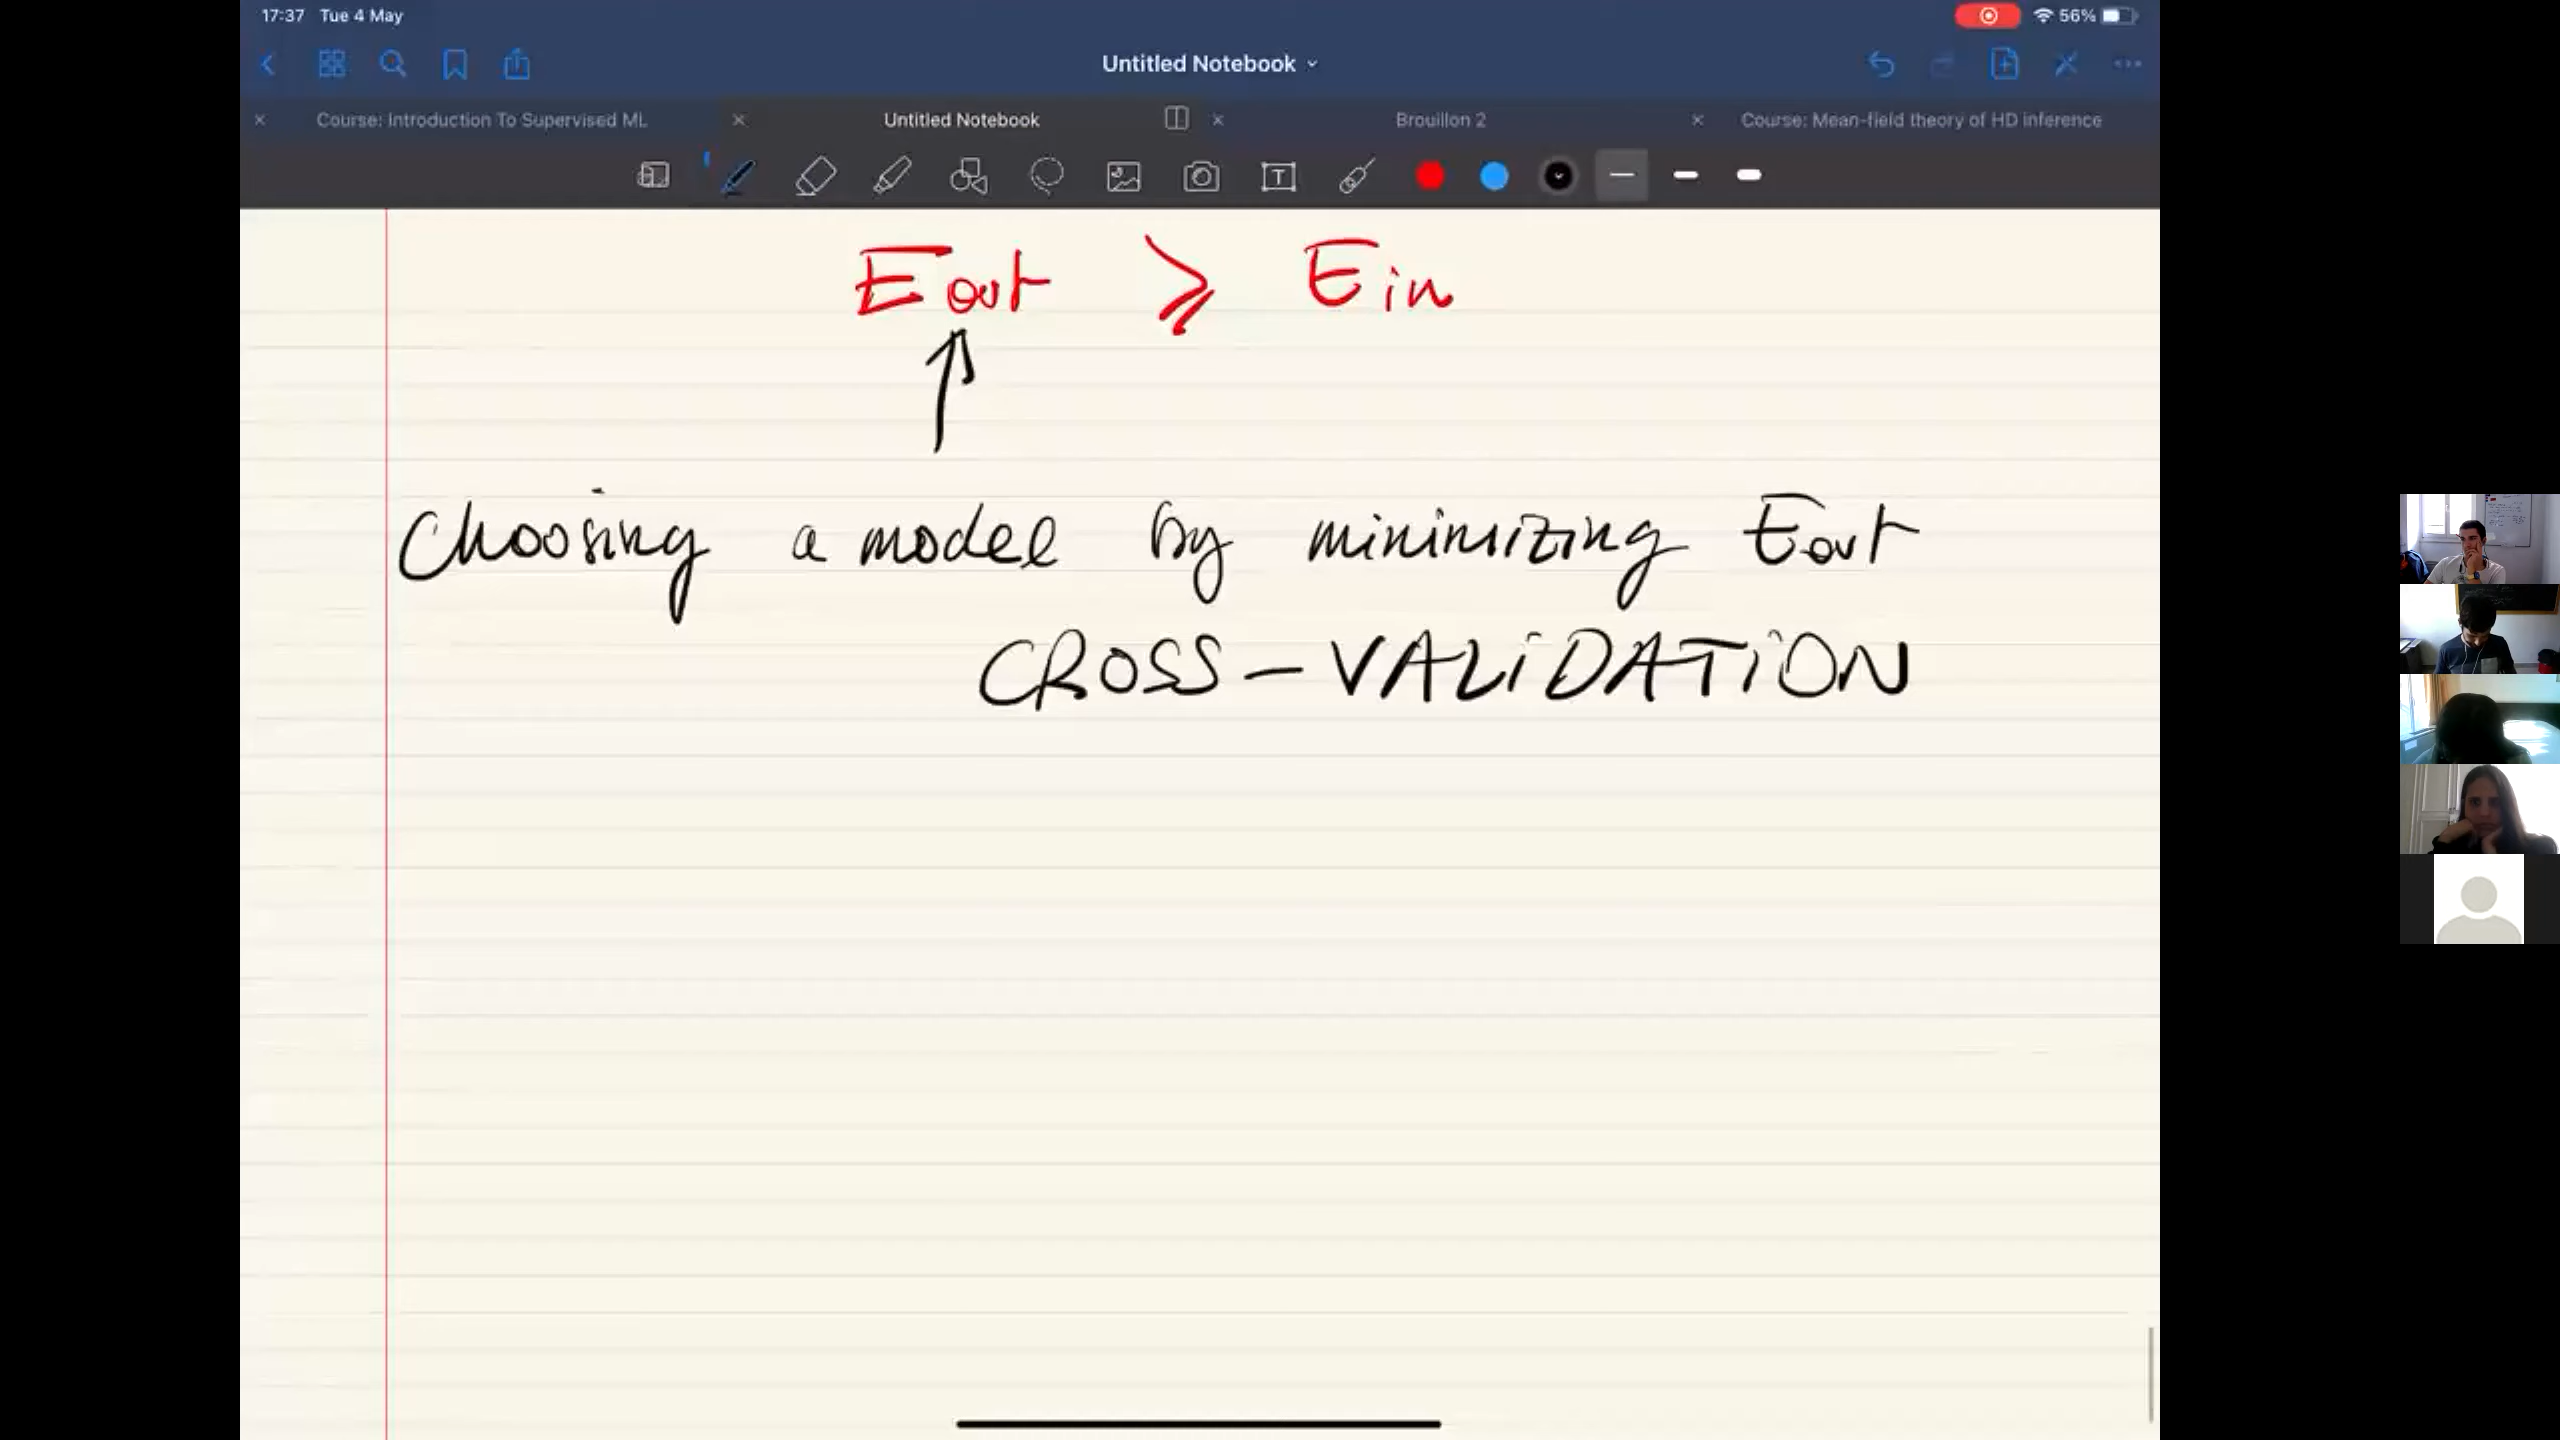 17:37 Tue 4 May 56%
Untitled Notebook
Course: Introduction To Supervised ML Untitled Notebook Brouillon 2 Course: Mean-field theory of HD inference
T
Eout ⩾ Ein
Choosing a model by minimizing Eout
CROSS-VALiDATiON